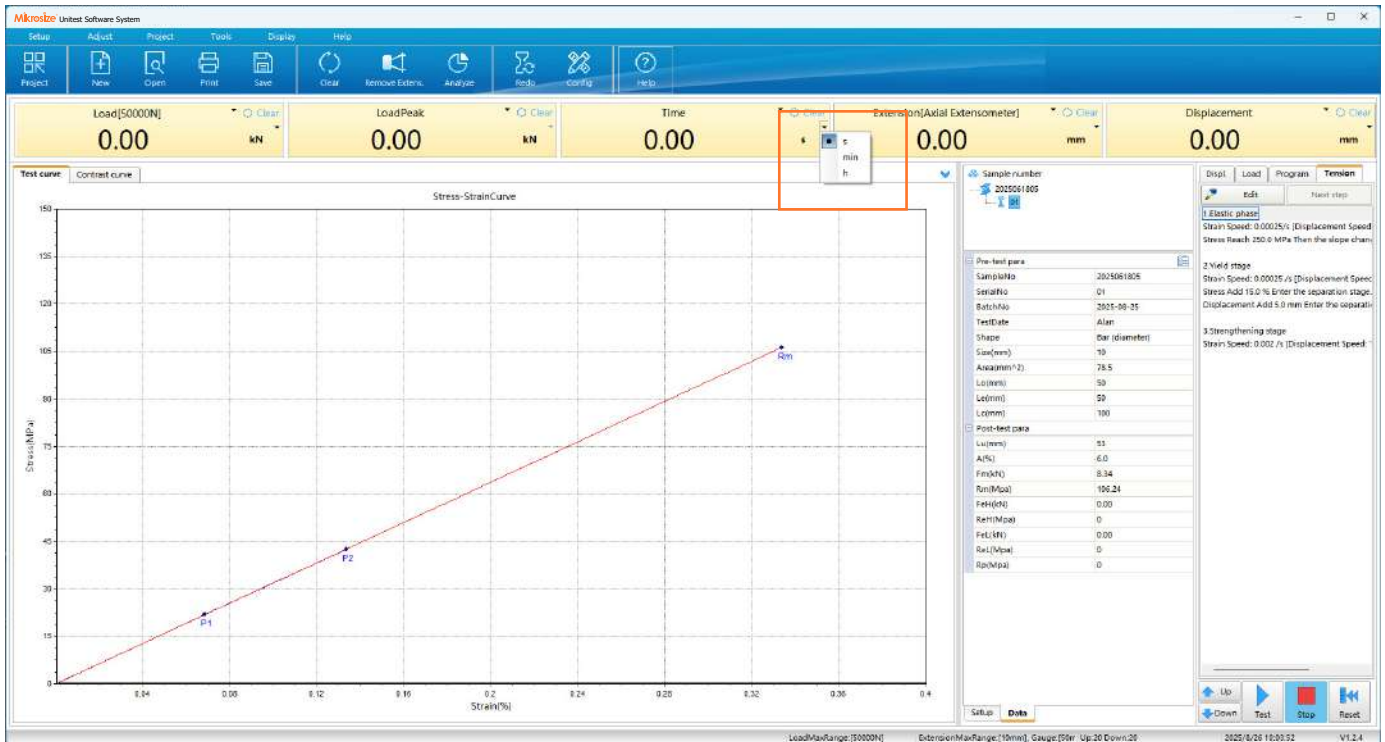 Mikrosize Unitest Software System
Setup Adjust Project Tools Display Help
Project New Open Print Save Clear Remove Extens. Analyze Redo Config Help
Load[50000N] Clear LoadPeak Clear Time Clear Extension[Axial Extensometer] Clear Displacement Clear
0.00 kN 0.00 kN 0.00 s 0.00 mm 0.00 mm
s
min
h
Test curve Contrast curve
Stress-StrainCurve
150
135
120
105
90
75
60
45
30
15
0
Stress(MPa)
Rm
P2
P1
0.04 0.08 0.12 0.16 0.2 0.24 0.28 0.32 0.36 0.4
Strain(%)
Sample number
2025061805
01
Pre-test para
SampleNo 2025061805
SerialNo 01
BatchNo 2025-08-25
TestDate Alan
Shape Bar (diameter)
Size(mm) 10
Area(mm^2) 78.5
Lo(mm) 50
Le(mm) 50
Lc(mm) 100
Post-test para
Lu(mm) 53
A(%) 6.0
Fm(kN) 8.34
Rm(Mpa) 106.24
FeH(kN) 0.00
ReH(Mpa) 0
FeL(kN) 0.00
ReL(Mpa) 0
Rp(Mpa) 0
Setup Data
Displ. Load Program Tension
Edit Next step
1.Elastic phase
Strain Speed: 0.00025/s [Displacement Speed
Stress Reach 250.0 MPa Then the slope chan
2.Yield stage
Strain Speed: 0.00025 /s [Displacement Speed
Stress Add 15.0 % Enter the separation stage.
Displacement Add 5.0 mm Enter the separati
3.Strengthening stage
Strain Speed: 0.002 /s [Displacement Speed:
Up
Down Test Stop Reset
LoadMaxRange:[50000N] ExtensionMaxRange:[10mm], Gauge:[50m Up:20 Down:20 2025/8/26 10:03:52 V1.2.4